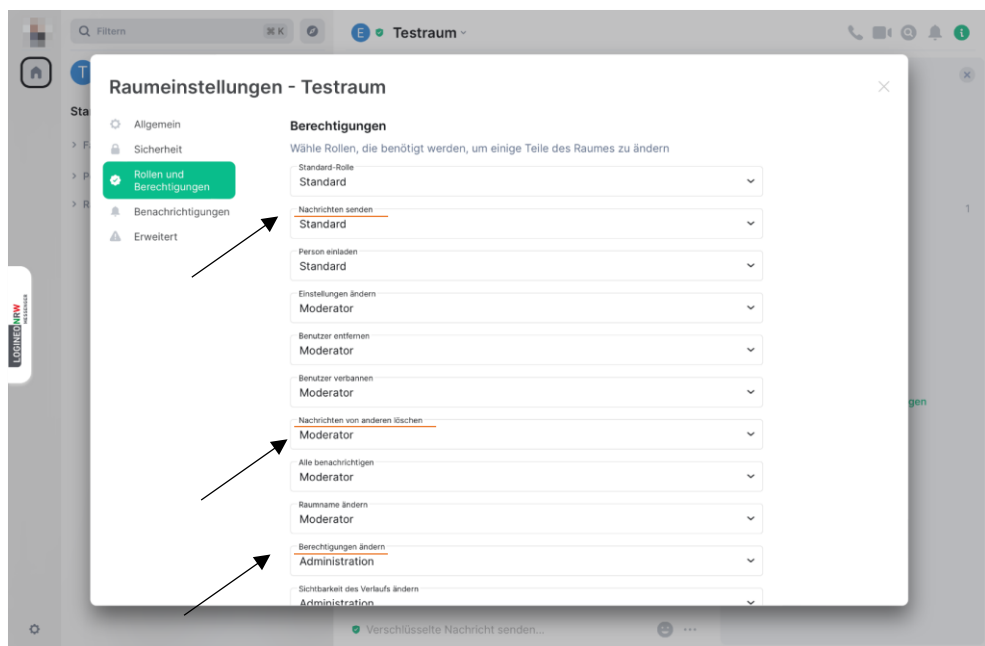 Filtern
⌘ K
E
Testraum
i
T
Sta
F
P
R
1
gen
LOGINEO NRW
MESSENGER
Raumeinstellungen - Testraum
Allgemein
Sicherheit
Rollen und
Berechtigungen
Benachrichtigungen
Erweitert
Berechtigungen
Wähle Rollen, die benötigt werden, um einige Teile des Raumes zu ändern
Standard-Rolle
Standard
Nachrichten senden
Standard
Person einladen
Standard
Einstellungen ändern
Moderator
Benutzer entfernen
Moderator
Benutzer verbannen
Moderator
Nachrichten von anderen löschen
Moderator
Alle benachrichtigen
Moderator
Raumname ändern
Moderator
Berechtigungen ändern
Administration
Sichtbarkeit des Verlaufs ändern
Administration
Verschlüsselte Nachricht senden...